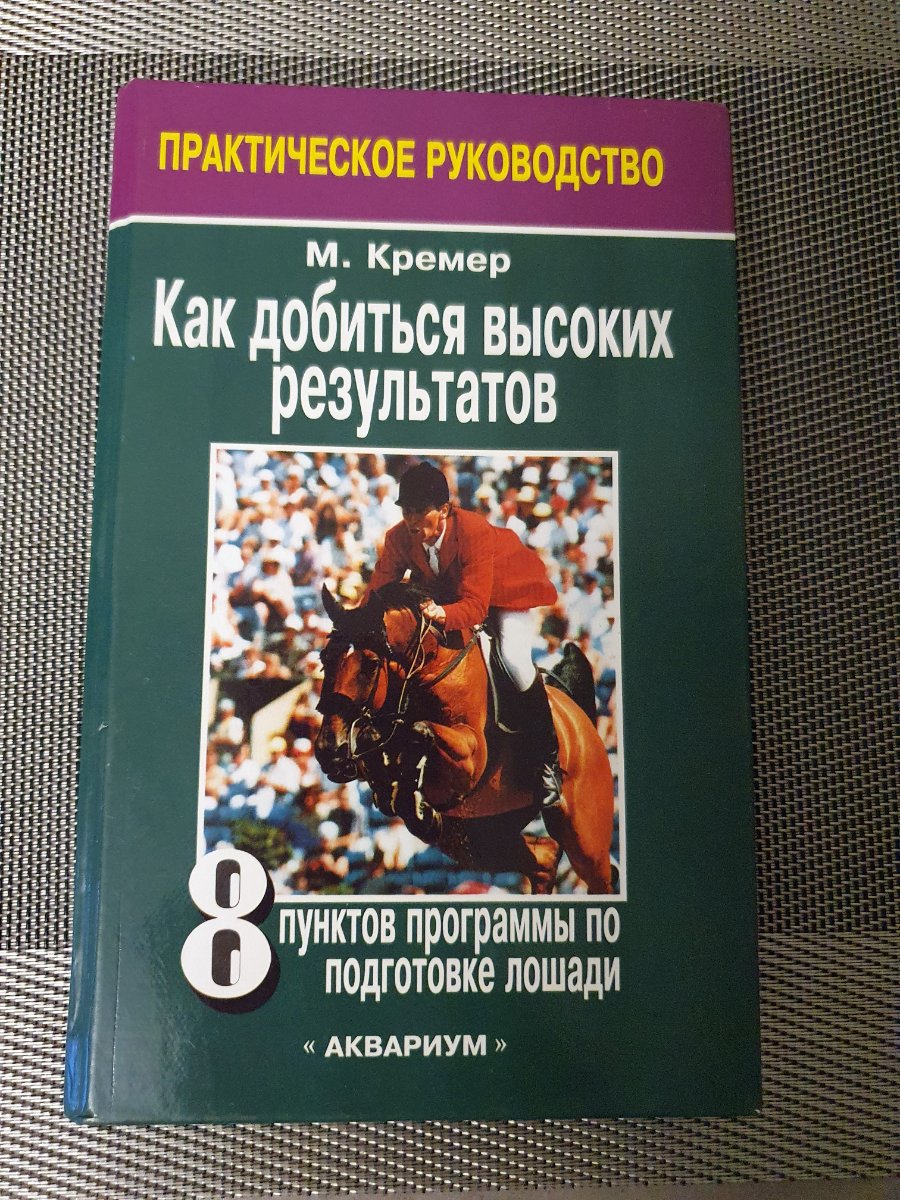 ПРАКТИЧЕСКОЕ РУКОВОДСТВО
М. Кремер
Как добиться высоких
результатов
8
пунктов программы по
подготовке лошади
« АКВАРИУМ »